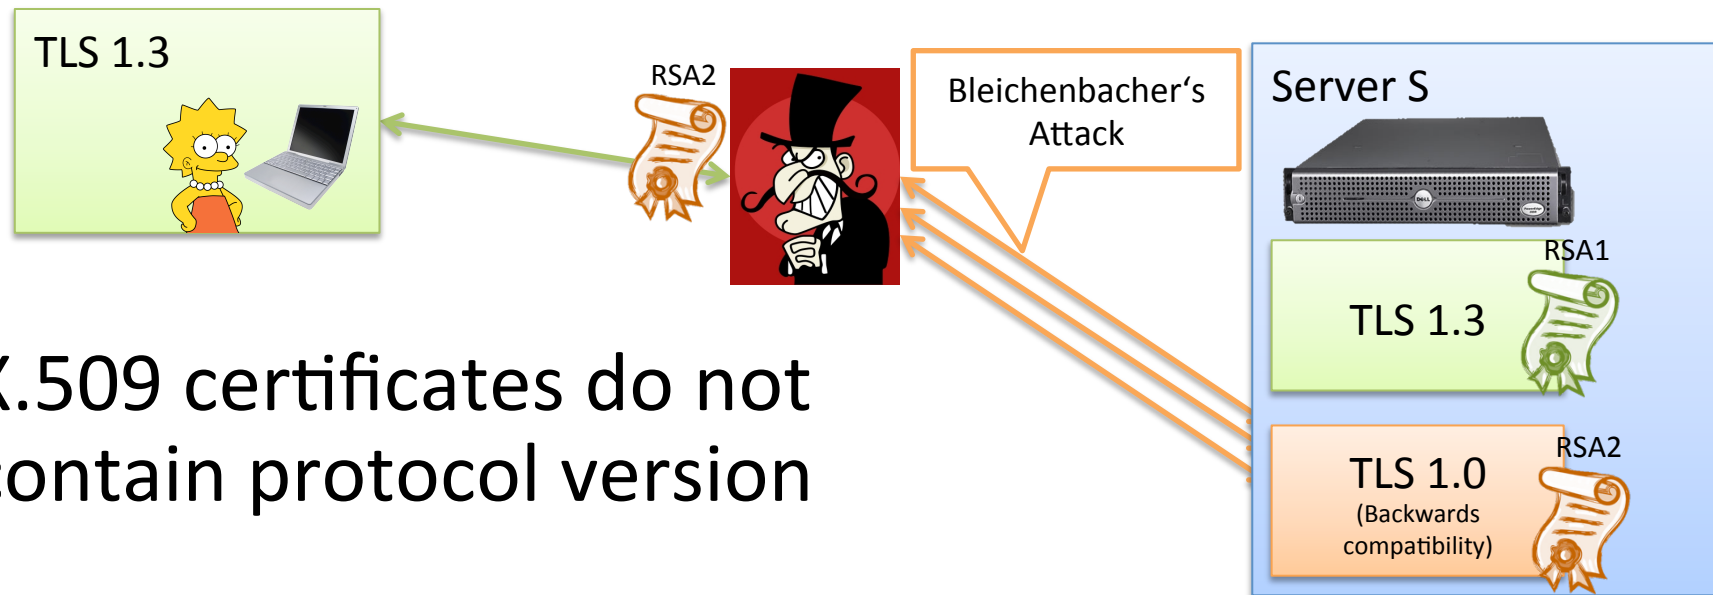 TLS 1.3
RSA2
Bleichenbacher‘s
Attack
Server S
RSA1
TLS 1.3
X.509 certificates do not
contain protocol version
RSA2
TLS 1.0
(Backwards
compatibility)